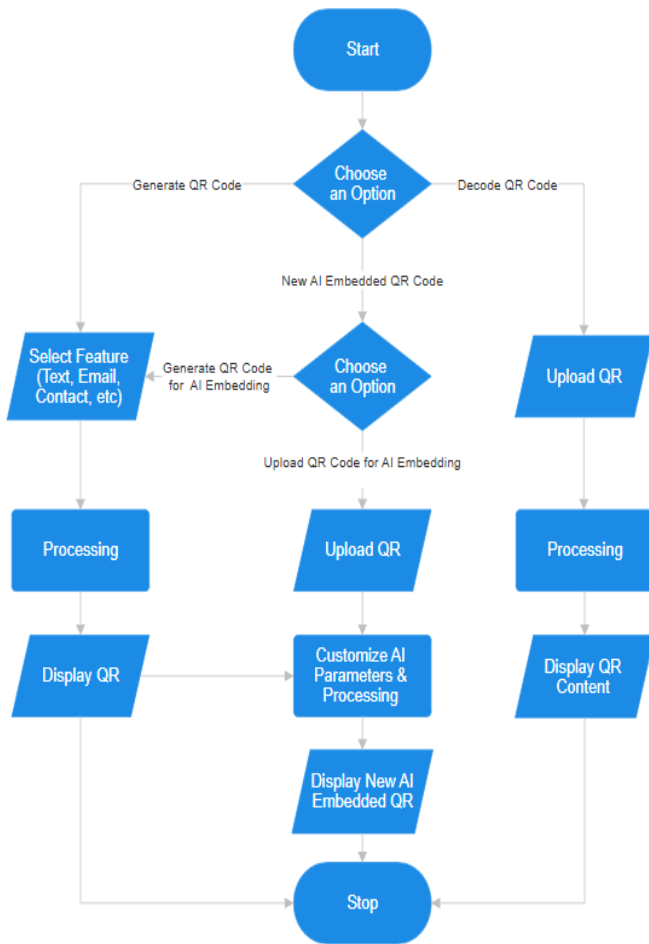 Start
Choose
an Option
Generate QR Code
Decode QR Code
New AI Embedded QR Code
Select Feature
(Text, Email,
Contact, etc)
Generate QR Code
for AI Embedding
Choose
an Option
Upload QR
Upload QR Code for AI Embedding
Processing
Upload QR
Processing
Display QR
Customize AI
Parameters &
Processing
Display QR
Content
Display New AI
Embedded QR
Stop